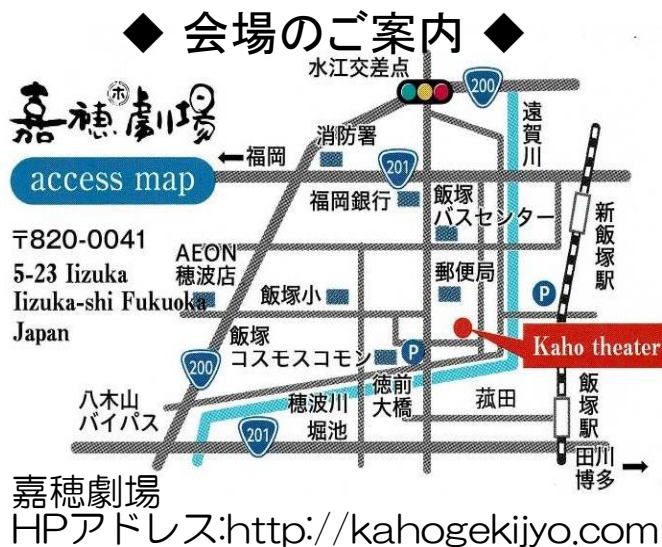 ◆ 会場のご案内 ◆
水江交差点
200
嘉穂劇場
ホ
遠賀川
消防署
←福岡
201
access map
福岡銀行
飯塚
バスセンター
新飯塚駅
〒820-0041
AEON
穂波店
5-23 Iizuka
Iizuka-shi Fukuoka
Japan
飯塚小
郵便局
P
Kaho theater
飯塚
コスモスコモン
P
200
徳前
大橋
菰田
飯塚駅
八木山
バイパス
穂波川
堀池
201
田川
博多→
嘉穂劇場
HPアドレス:http://kahogekijyo.com